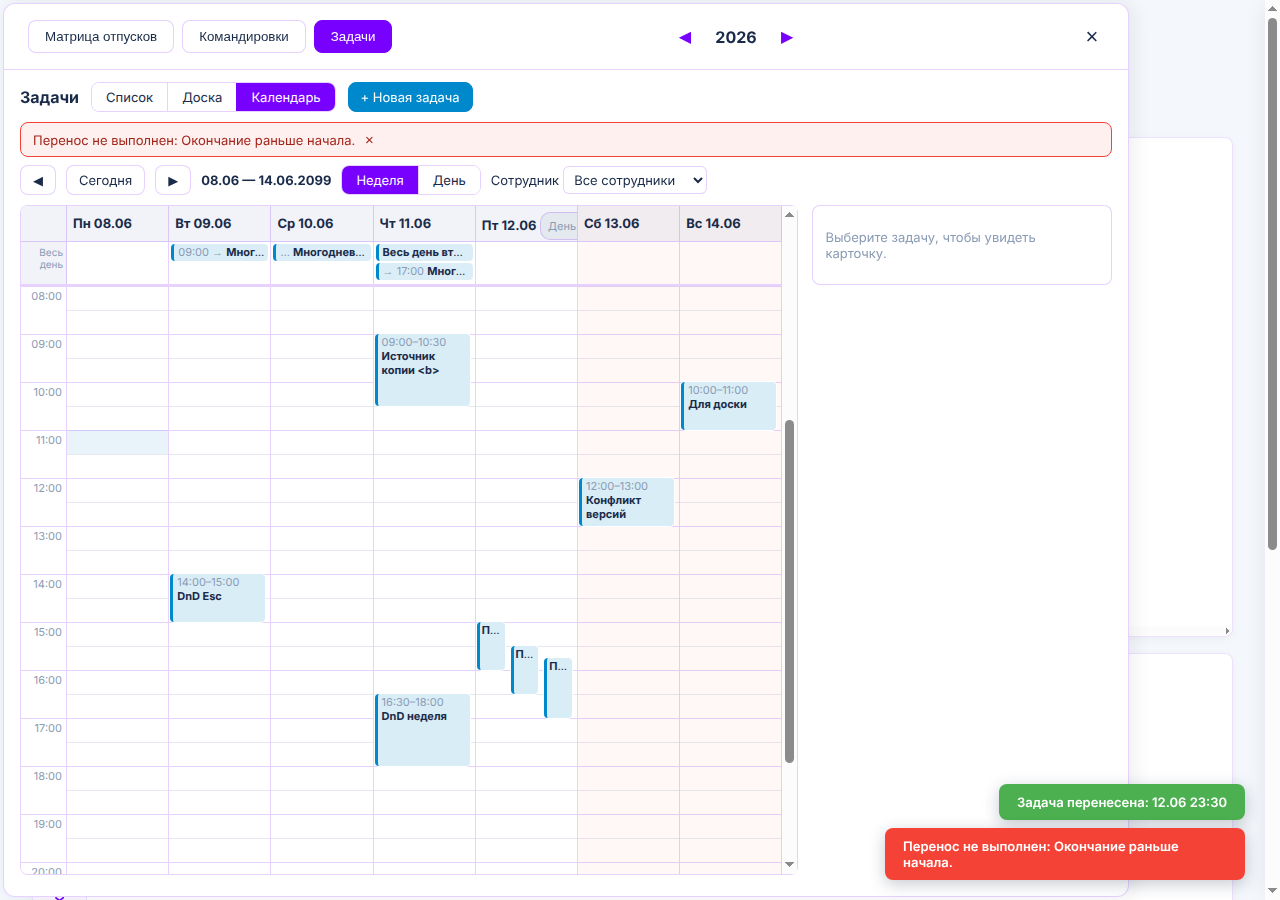 Матрица отпусков
Командировки
Задачи
◀ 2026 ▶
×
Задачи
Список
Доска
Календарь
+ Новая задача
Перенос не выполнен: Окончание раньше начала. ×
◀
Сегодня
▶
08.06 — 14.06.2099
Неделя
День
Сотрудник
Все сотрудники
Пн 08.06
Вт 09.06
Ср 10.06
Чт 11.06
Пт 12.06
День
Сб 13.06
Вс 14.06
Весь
день
09:00 → Мног...
... Многоднев...
Весь день вт...
→ 17:00 Мног...
Выберите задачу, чтобы увидеть
карточку.
08:00
09:00
09:00–10:30
Источник
копии <b>
10:00
10:00–11:00
Для доски
11:00
12:00
12:00–13:00
Конфликт
версий
13:00
14:00
14:00–15:00
DnD Esc
15:00
П...
П...
П...
16:00
16:30–18:00
DnD неделя
17:00
18:00
19:00
20:00
Задача перенесена: 12.06 23:30
Перенос не выполнен: Окончание раньше
начала.